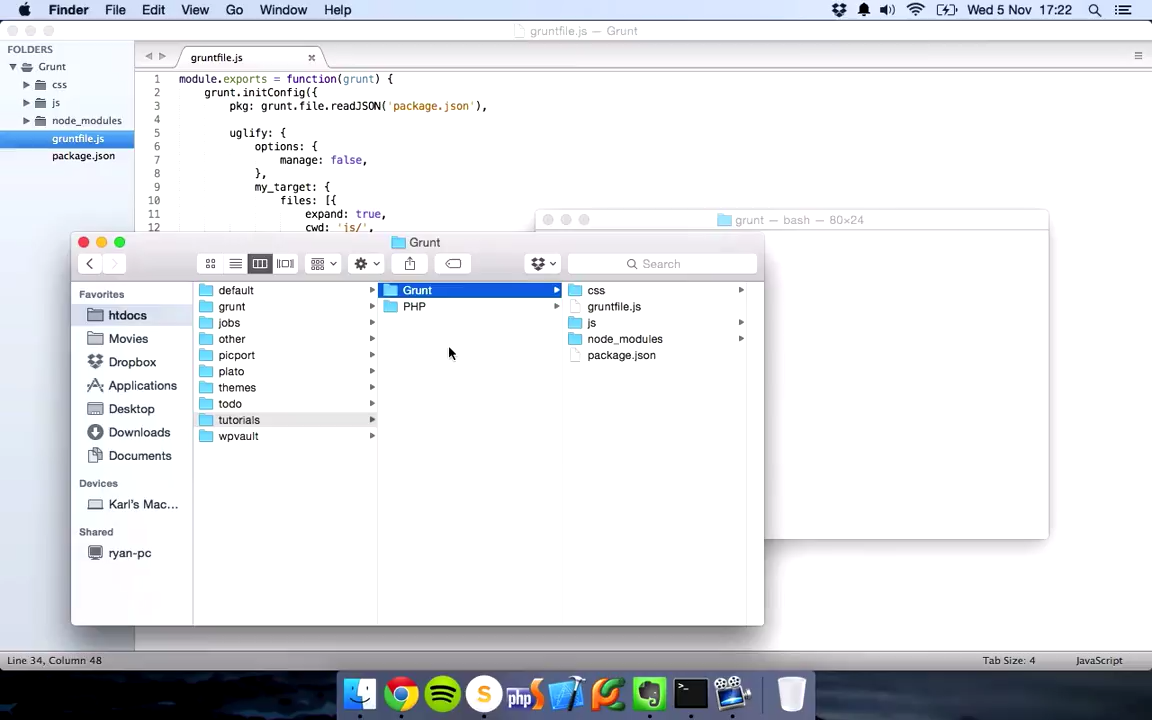 Finder File Edit View Go Window Help Wed 5 Nov 17:22
gruntfile.js — Grunt
FOLDERS
Grunt
css
js
node_modules
gruntfile.js
package.json
gruntfile.js
1 module.exports = function(grunt) {
2 grunt.initConfig({
3 pkg: grunt.file.readJSON('package.json'),
4
5 uglify: {
6 options: {
7 manage: false,
8 },
9 my_target: {
10 files: [{
11 expand: true,
12 cwd: 'js/',
grunt — bash — 80×24
Grunt
Search
Favorites
htdocs
Movies
Dropbox
Applications
Desktop
Downloads
Documents
Devices
Karl's Mac...
Shared
ryan-pc
default
grunt
jobs
other
picport
plato
themes
todo
tutorials
wpvault
Grunt
PHP
css
gruntfile.js
js
node_modules
package.json
Line 34, Column 48 Tab Size: 4 JavaScript
S
php
>_